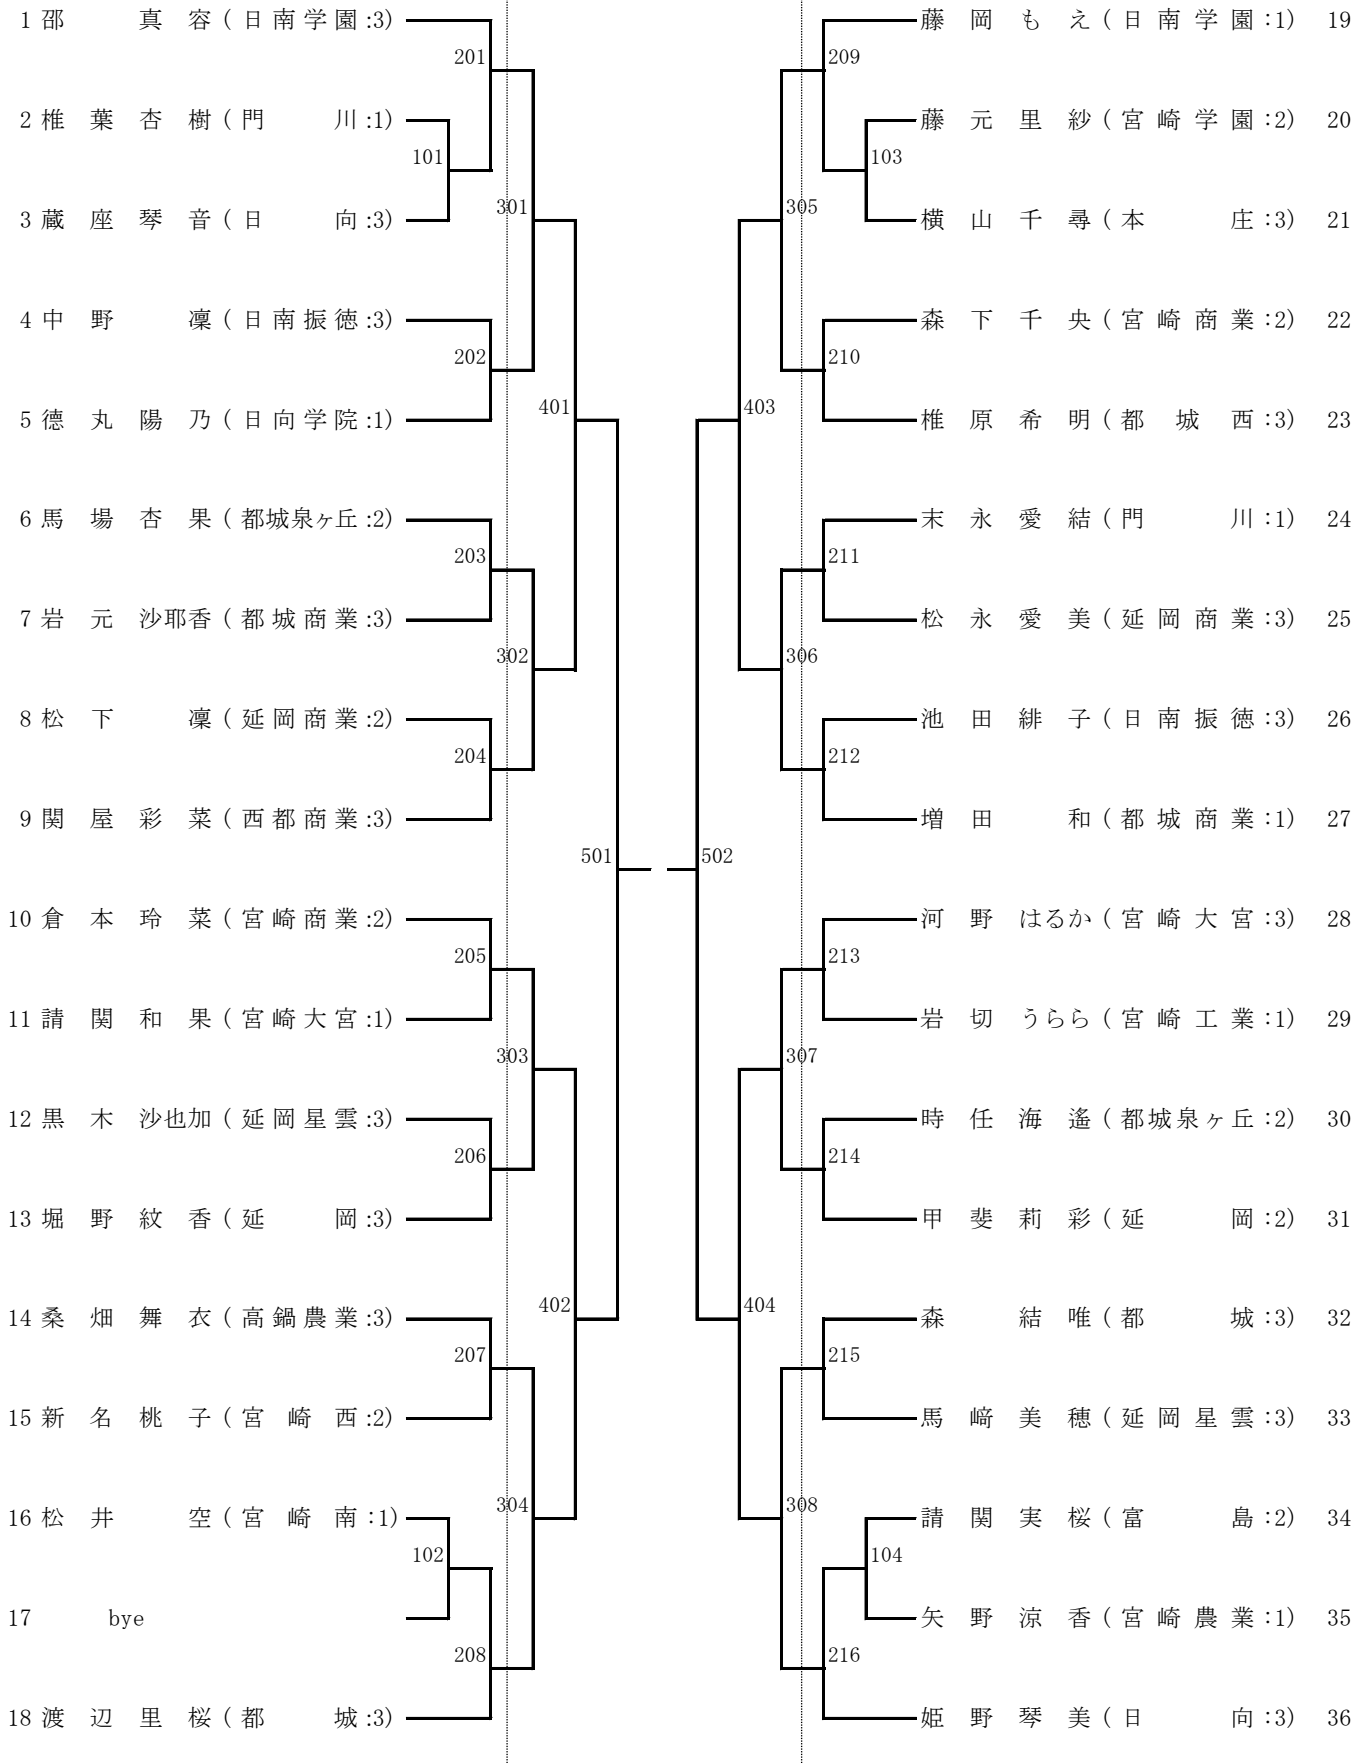 1 邵 真 容 ( 日南学園:3)
201
2 椎 葉 杏 樹 ( 門 川:1)
101
3 蔵 座 琴 音 ( 日 向:3)
301
4 中 野 凜 ( 日南振徳:3)
202
5 德 丸 陽 乃 ( 日向学院:1)
401
6 馬 場 杏 果 ( 都城泉ヶ丘:2)
203
7 岩 元 沙耶香 ( 都城商業:3)
302
8 松 下 凜 ( 延岡商業:2)
204
9 関 屋 彩 菜 ( 西都商業:3)
501
10 倉 本 玲 菜 ( 宮崎商業:2)
205
11 請 関 和 果 ( 宮崎大宮:1)
303
12 黒 木 沙也加 ( 延岡星雲:3)
206
13 堀 野 紋 香 ( 延 岡:3)
402
14 桑 畑 舞 衣 ( 高鍋農業:3)
207
15 新 名 桃 子 ( 宮 崎 西:2)
304
16 松 井 空 ( 宮 崎 南:1)
102
17 bye
208
18 渡 辺 里 桜 ( 都 城:3)
藤 岡 も え ( 日南学園:1) 19
209
藤 元 里 紗 ( 宮崎学園:2) 20
103
305
横 山 千 尋 ( 本 庄:3) 21
森 下 千 央 ( 宮崎商業:2) 22
210
403
椎 原 希 明 ( 都 城 西:3) 23
末 永 愛 結 ( 門 川:1) 24
211
松 永 愛 美 ( 延岡商業:3) 25
306
池 田 緋 子 ( 日南振徳:3) 26
212
増 田 和 ( 都城商業:1) 27
502
河 野 はるか ( 宮崎大宮:3) 28
213
岩 切 うらら ( 宮崎工業:1) 29
307
時 任 海 遙 ( 都城泉ヶ丘:2) 30
214
甲 斐 莉 彩 ( 延 岡:2) 31
404
森 結 唯 ( 都 城:3) 32
215
馬 﨑 美 穂 ( 延岡星雲:3) 33
308
請 関 実 桜 ( 富 島:2) 34
104
矢 野 涼 香 ( 宮崎農業:1) 35
216
姫 野 琴 美 ( 日 向:3) 36